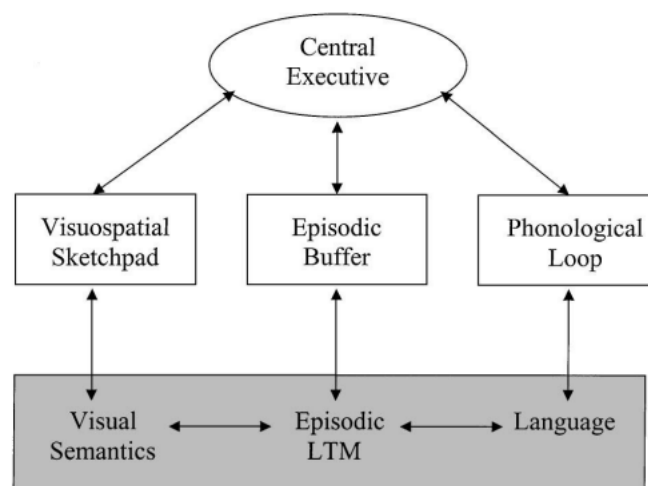 Central
Executive
Visuospatial
Sketchpad
Episodic
Buffer
Phonological
Loop
Visual
Semantics
Episodic
LTM
Language